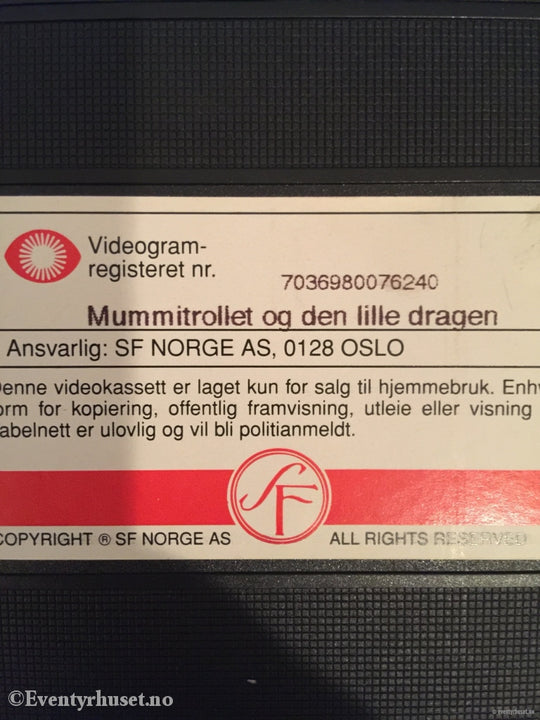 Videogram-
registeret nr.
7036980076240
Mummitrollet og den lille dragen
Ansvarlig: SF NORGE AS, 0128 OSLO
Denne videokassett er laget kun for salg til hjemmebruk. Enhv
orm for kopiering, offentlig framvisning, utleie eller visning
abelnett er ulovlig og vil bli politianmeldt.
SF
COPYRIGHT ® SF NORGE AS
ALL RIGHTS RESERVED
©Eventyrhuset.no